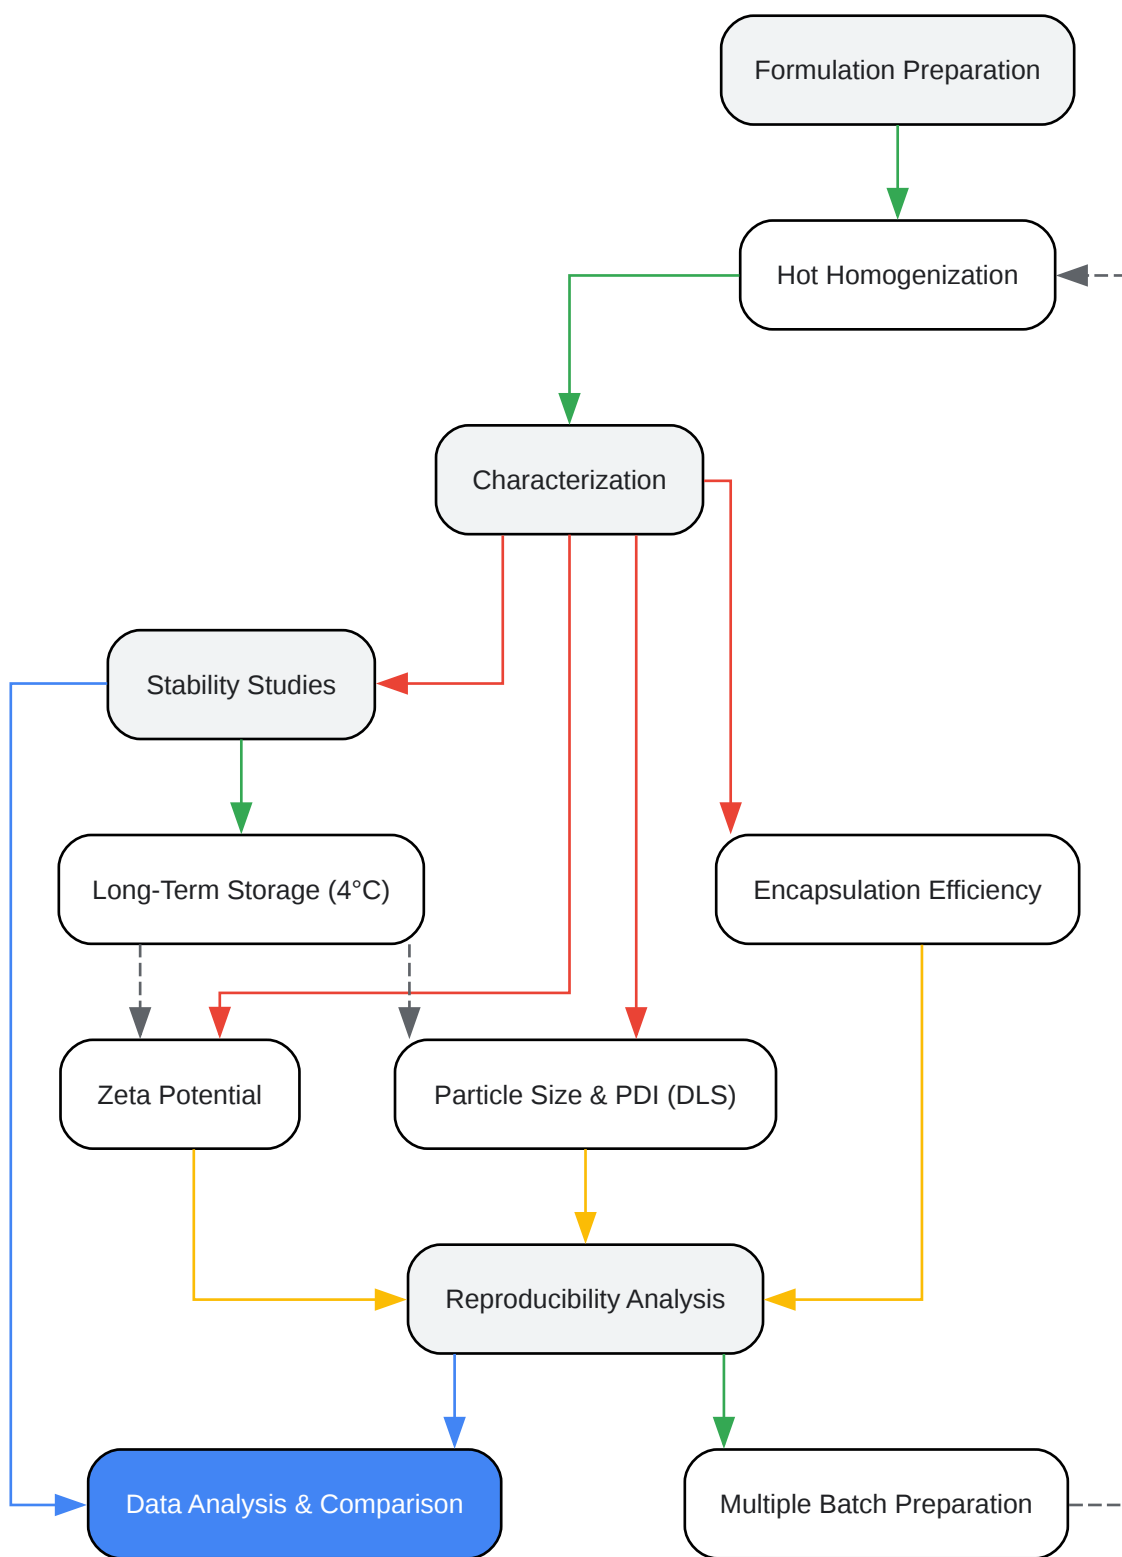 Formulation Preparation
Hot Homogenization
Characterization
Stability Studies
Long-Term Storage (4°C)
Encapsulation Efficiency
Zeta Potential
Particle Size & PDI (DLS)
Reproducibility Analysis
Data Analysis & Comparison
Multiple Batch Preparation